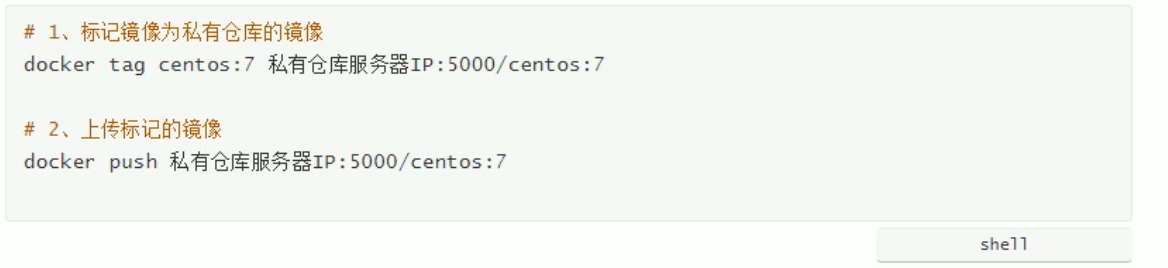 # 1、标记镜像为私有仓库的镜像
docker tag centos:7 私有仓库服务器IP:5000/centos:7
# 2、上传标记的镜像
docker push 私有仓库服务器IP:5000/centos:7
shell